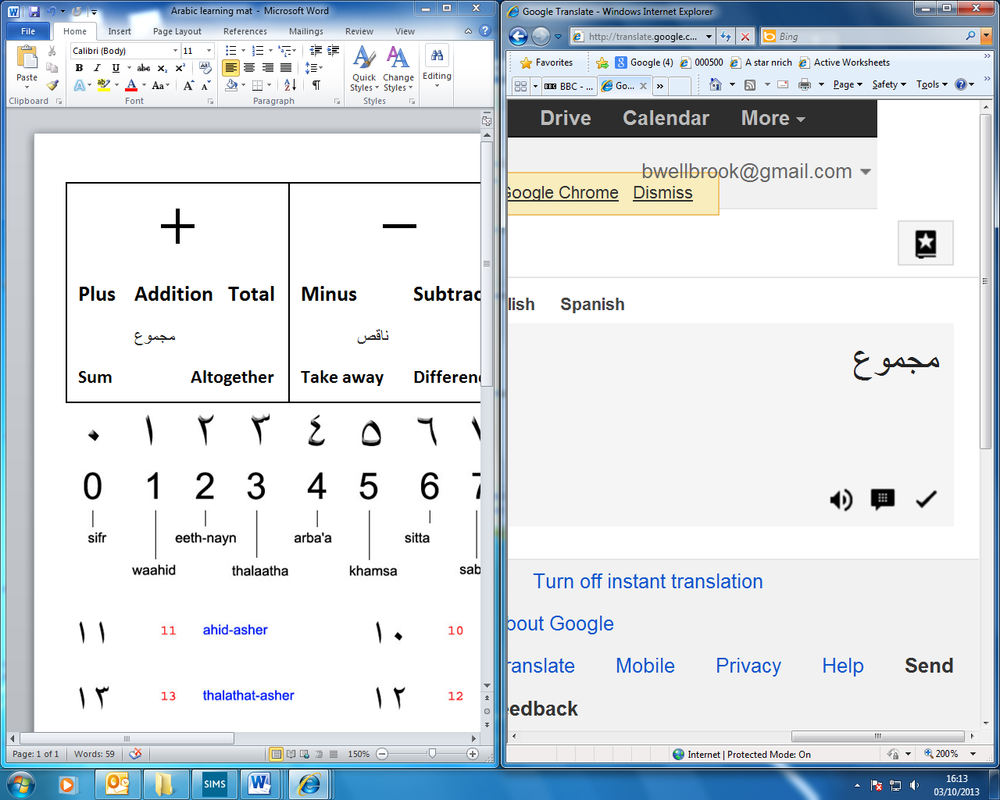 Arabic learning mat - Microsoft Word
File Home Insert Page Layout References Mailings Review View
Paste
Clipboard
Calibri (Body) 11
B I U abc x₂ x²
A A Aa A A
Font
Paragraph
Quick Styles
Change Styles
Styles
Editing
+ −
Plus Addition Total Minus Subtrac
مجموع ناقص
Sum Altogether Take away Differenc
٠ ١ ٢ ٣ ٤ ٥ ٦
0 1 2 3 4 5 6 7
sifr eeth-nayn arba'a sitta
waahid thalaatha khamsa sab
١١ 11 ahid-asher ١٠ 10
١٣ 13 thalathat-asher ١٢ 12
Page: 1 of 1 Words: 59 150%
Google Translate - Windows Internet Explorer
http://translate.google.c... Bing
Favorites Google (4) 000500 A star nrich Active Worksheets
BBC - ... Go... Page Safety Tools
Drive Calendar More
bwellbrook@gmail.com
Google Chrome Dismiss
lish Spanish
مجموع
Turn off instant translation
bout Google
ranslate Mobile Privacy Help Send
eedback
Internet | Protected Mode: On 200%
SIMS
16:13
03/10/2013